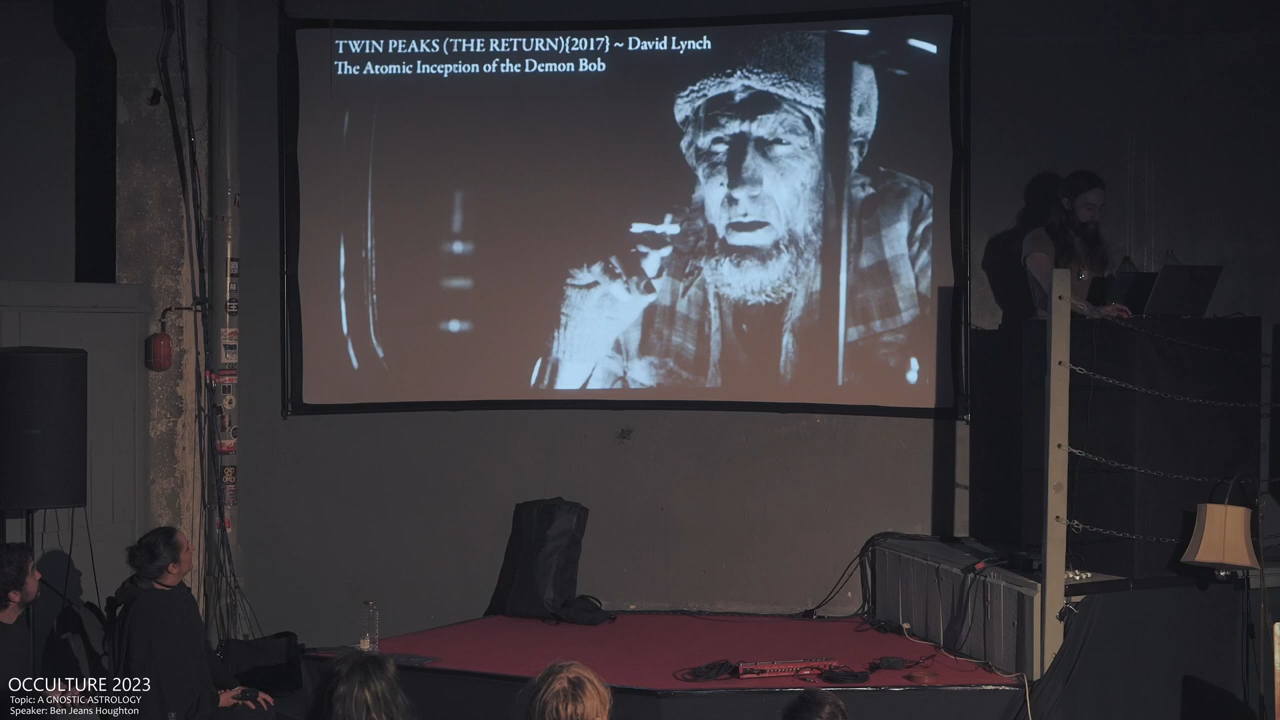 TWIN PEAKS (THE RETURN){2017} ~ David Lynch
The Atomic Inception of the Demon Bob
OCCULTURE 2023
Topic: A GNOSTIC ASTROLOGY
Speaker: Ben Jeans Houghton